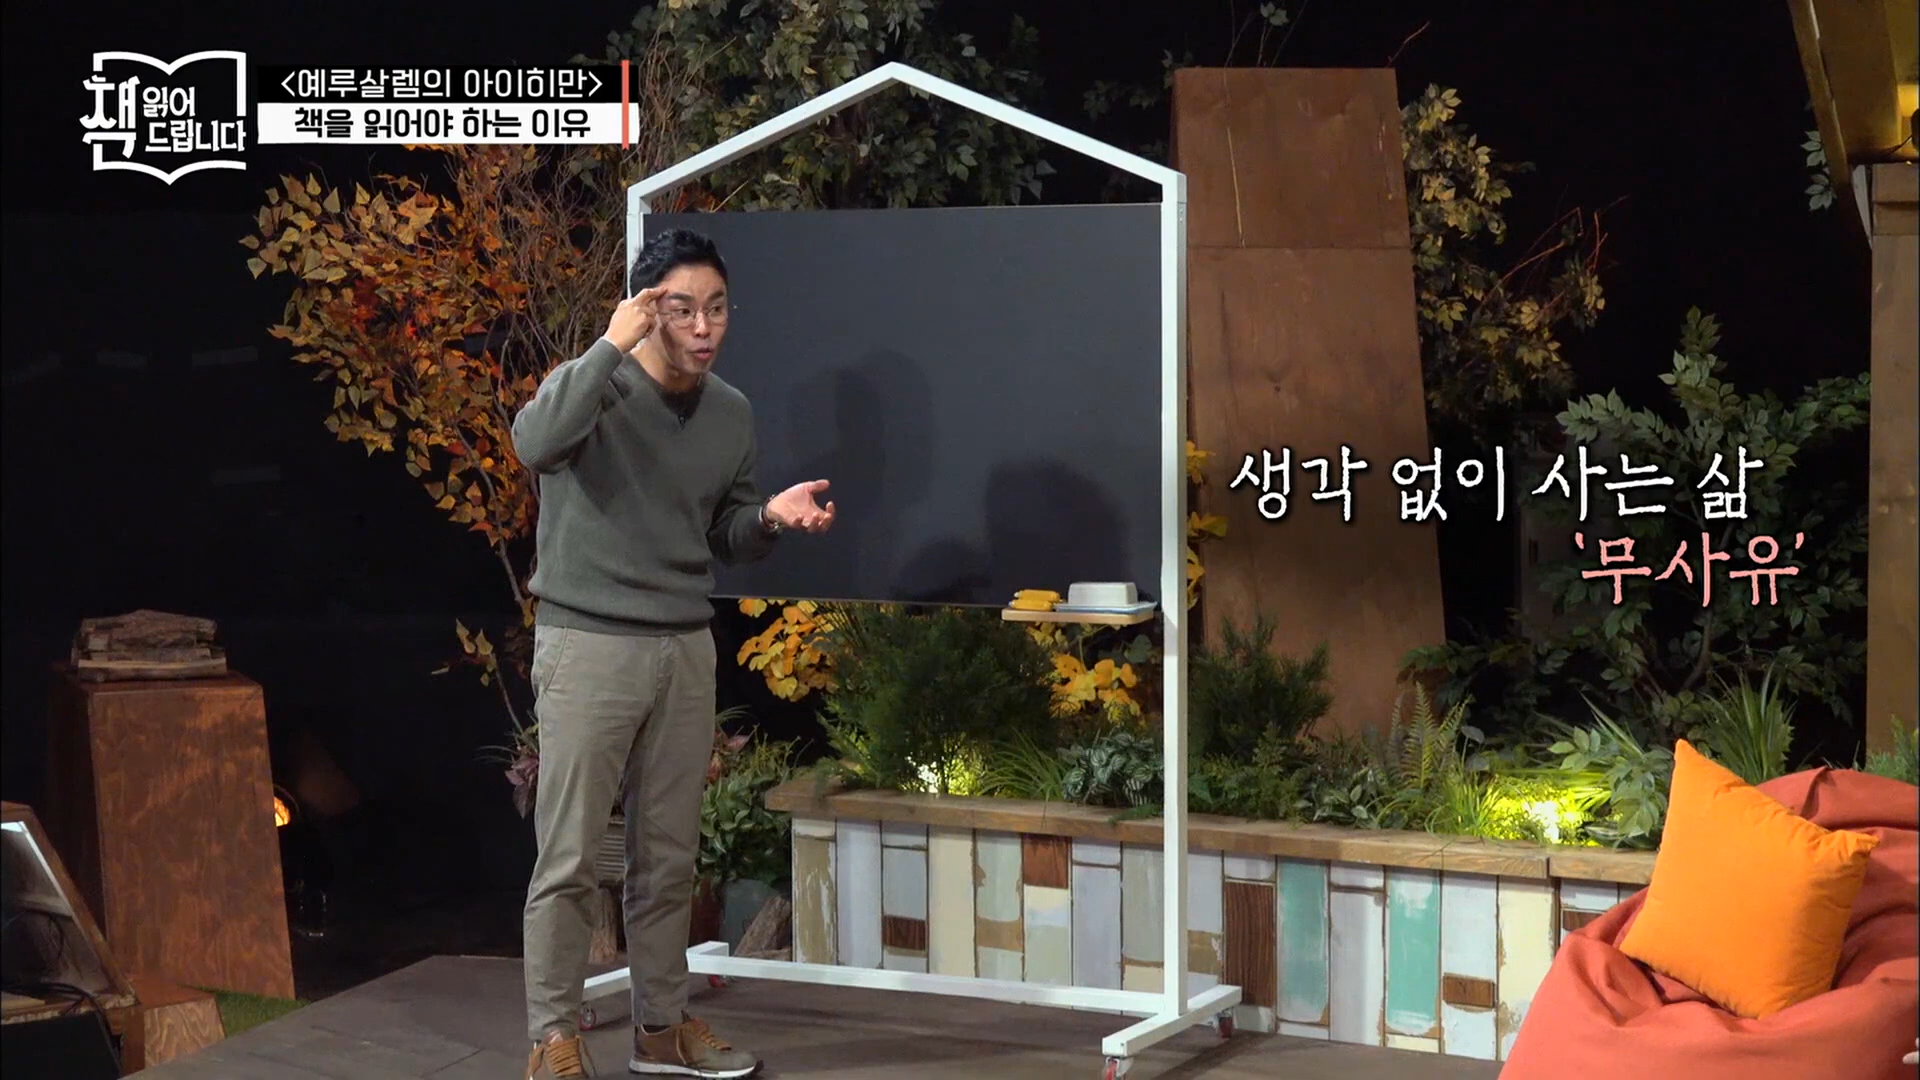 책 읽어
드립니다
<예루살렘의 아이히만>
책을 읽어야 하는 이유
생각 없이 사는 삶
'무사유'